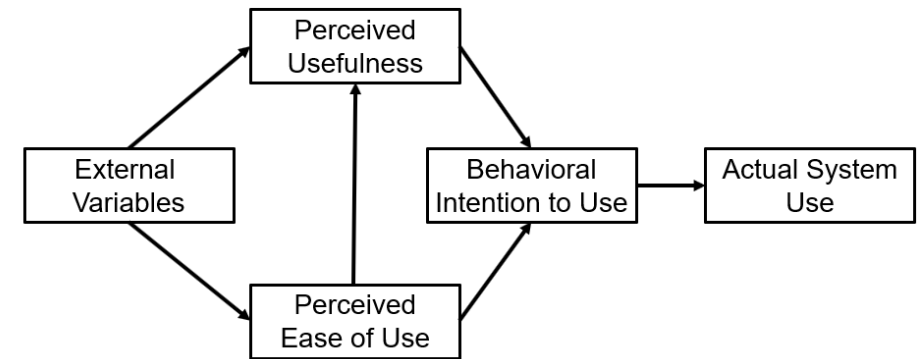 Perceived
Usefulness
External
Variables
Behavioral
Intention to Use
Actual System
Use
Perceived
Ease of Use